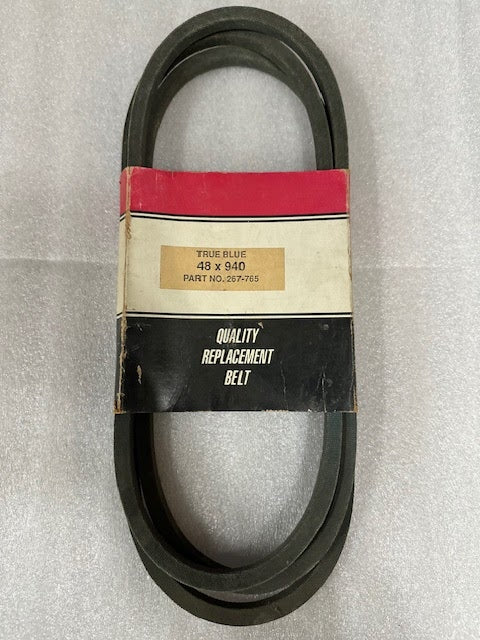 TRUE BLUE
48 x 940
PART NO. 267-765
QUALITY
REPLACEMENT
BELT